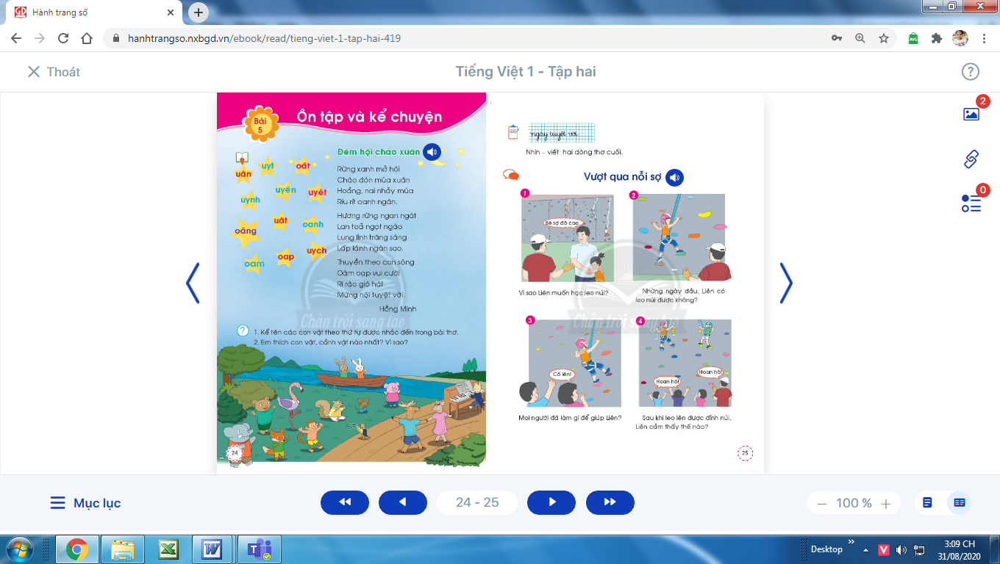 Hành trang số
hanhtrangso.nxbgd.vn/ebook/read/tieng-viet-1-tap-hai-419
Thoát
Tiếng Việt 1 - Tập hai
2
0
Bài
5
Ôn tập và kể chuyện
Đêm hội chào xuân
uân
uyt
oăt
uynh
uyên
uyêt
oăng
uât
oanh
oam
oap
uych
Rừng xanh mở hội
Chào đón mùa xuân
Hoẵng, nai nhảy múa
Ríu rít oanh ngân.
Hương rừng ngan ngát
Lan toả ngọt ngào
Lung linh trăng sáng
Lấp lánh ngàn sao.
Thuyền theo con sóng
Oàm oạp vui cười
Rì rào gió hát
Mừng hội tuyệt vời.
Hồng Minh
Chân trời sáng tạo
? 1. Kể tên các con vật theo thứ tự được nhắc đến trong bài thơ.
2. Em thích con vật, cảnh vật nào nhất? Vì sao?
24
ngày tuyệt vời
Nhìn – viết: hai dòng thơ cuối.
Vượt qua nỗi sợ
1
Bé sợ độ cao
2
Vì sao Liên muốn học leo núi?
Những ngày đầu, Liên có
leo núi được không?
Chân trời sáng tạo
3
Cố lên!
4
Hoan hô!
Hoan hô!
Mọi người đã làm gì để giúp Liên?
Sau khi leo lên được đỉnh núi,
Liên cảm thấy thế nào?
25
Mục lục
24 - 25
100 %
Desktop
3:09 CH
31/08/2020